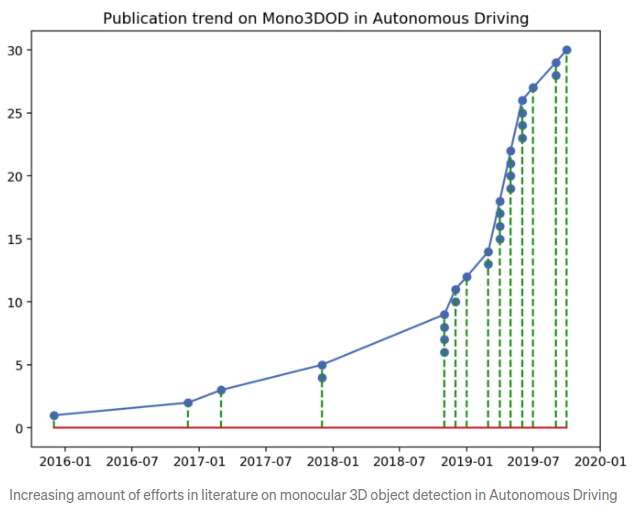 Publication trend on Mono3DOD in Autonomous Driving
30
25
20
15
10
5
0
2016-01 2016-07 2017-01 2017-07 2018-01 2018-07 2019-01 2019-07 2020-01
Increasing amount of efforts in literature on monocular 3D object detection in Autonomous Driving